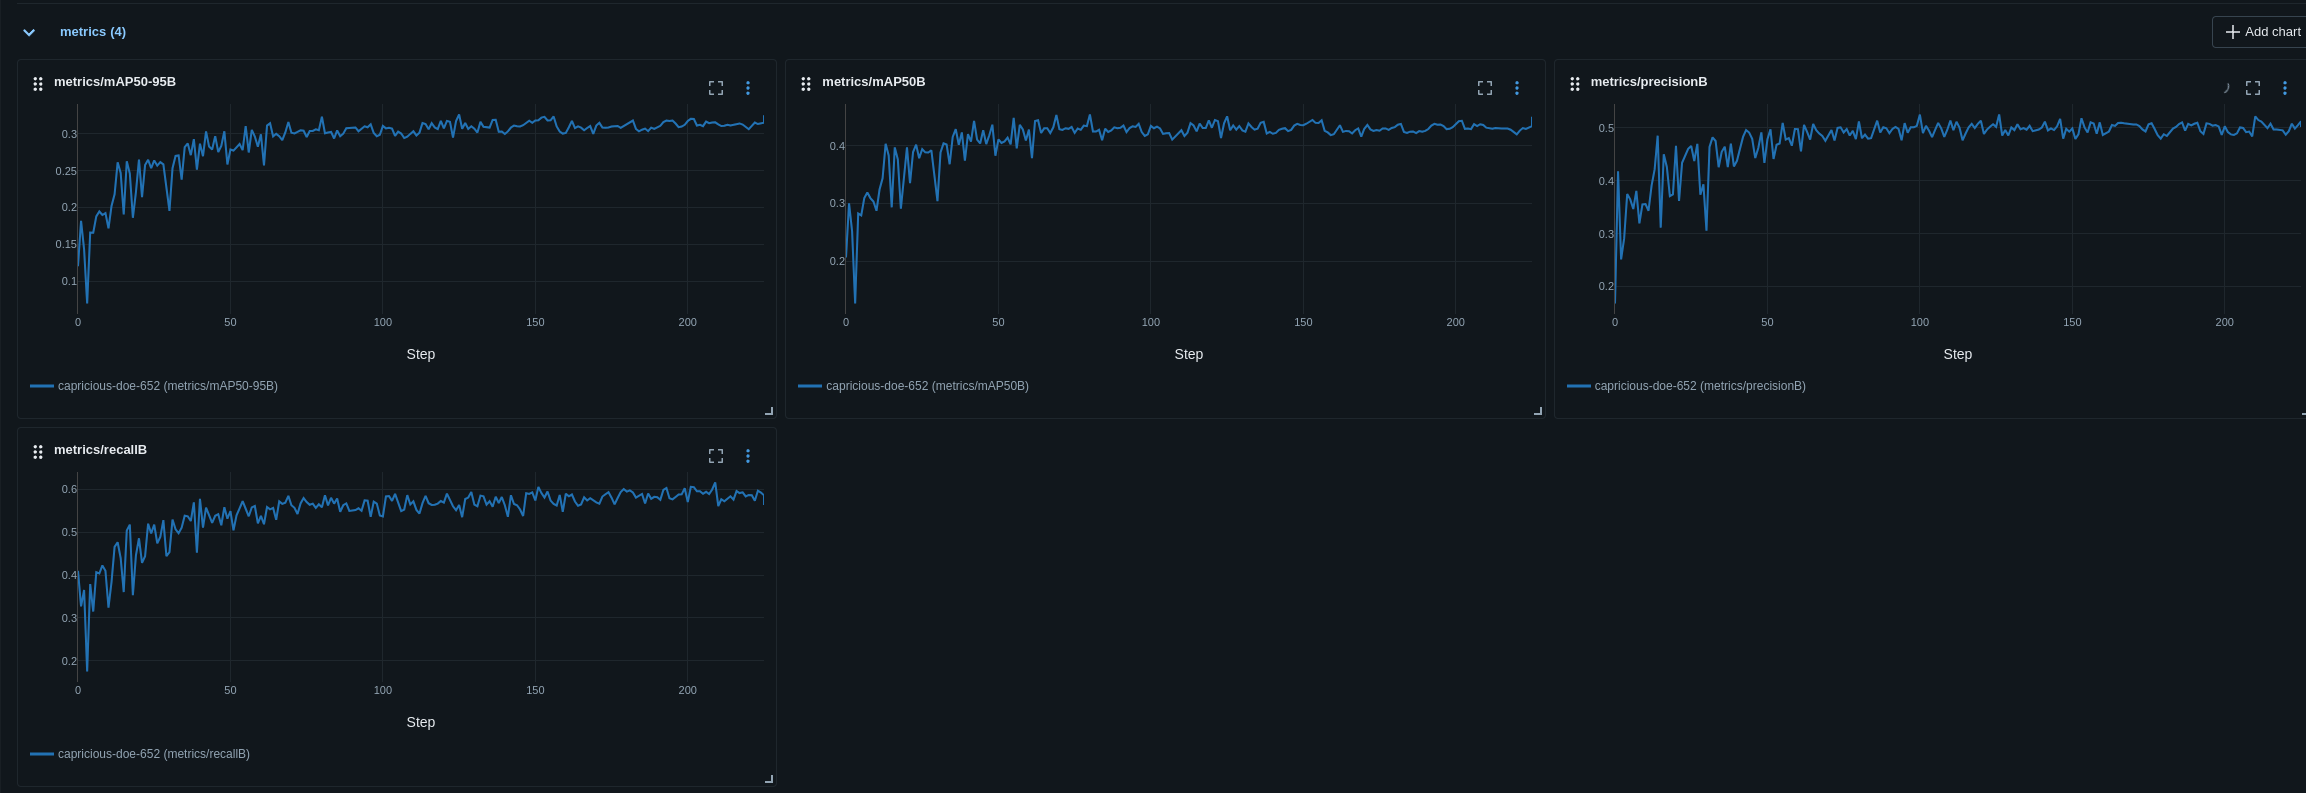 metrics (4)
Add chart
metrics/mAP50-95B
0.3
0.25
0.2
0.15
0.1
0
50
100
150
200
Step
capricious-doe-652 (metrics/mAP50-95B)
metrics/mAP50B
0.4
0.3
0.2
0
50
100
150
200
Step
capricious-doe-652 (metrics/mAP50B)
metrics/precisionB
0.5
0.4
0.3
0.2
0
50
100
150
200
Step
capricious-doe-652 (metrics/precisionB)
metrics/recallB
0.6
0.5
0.4
0.3
0.2
0
50
100
150
200
Step
capricious-doe-652 (metrics/recallB)